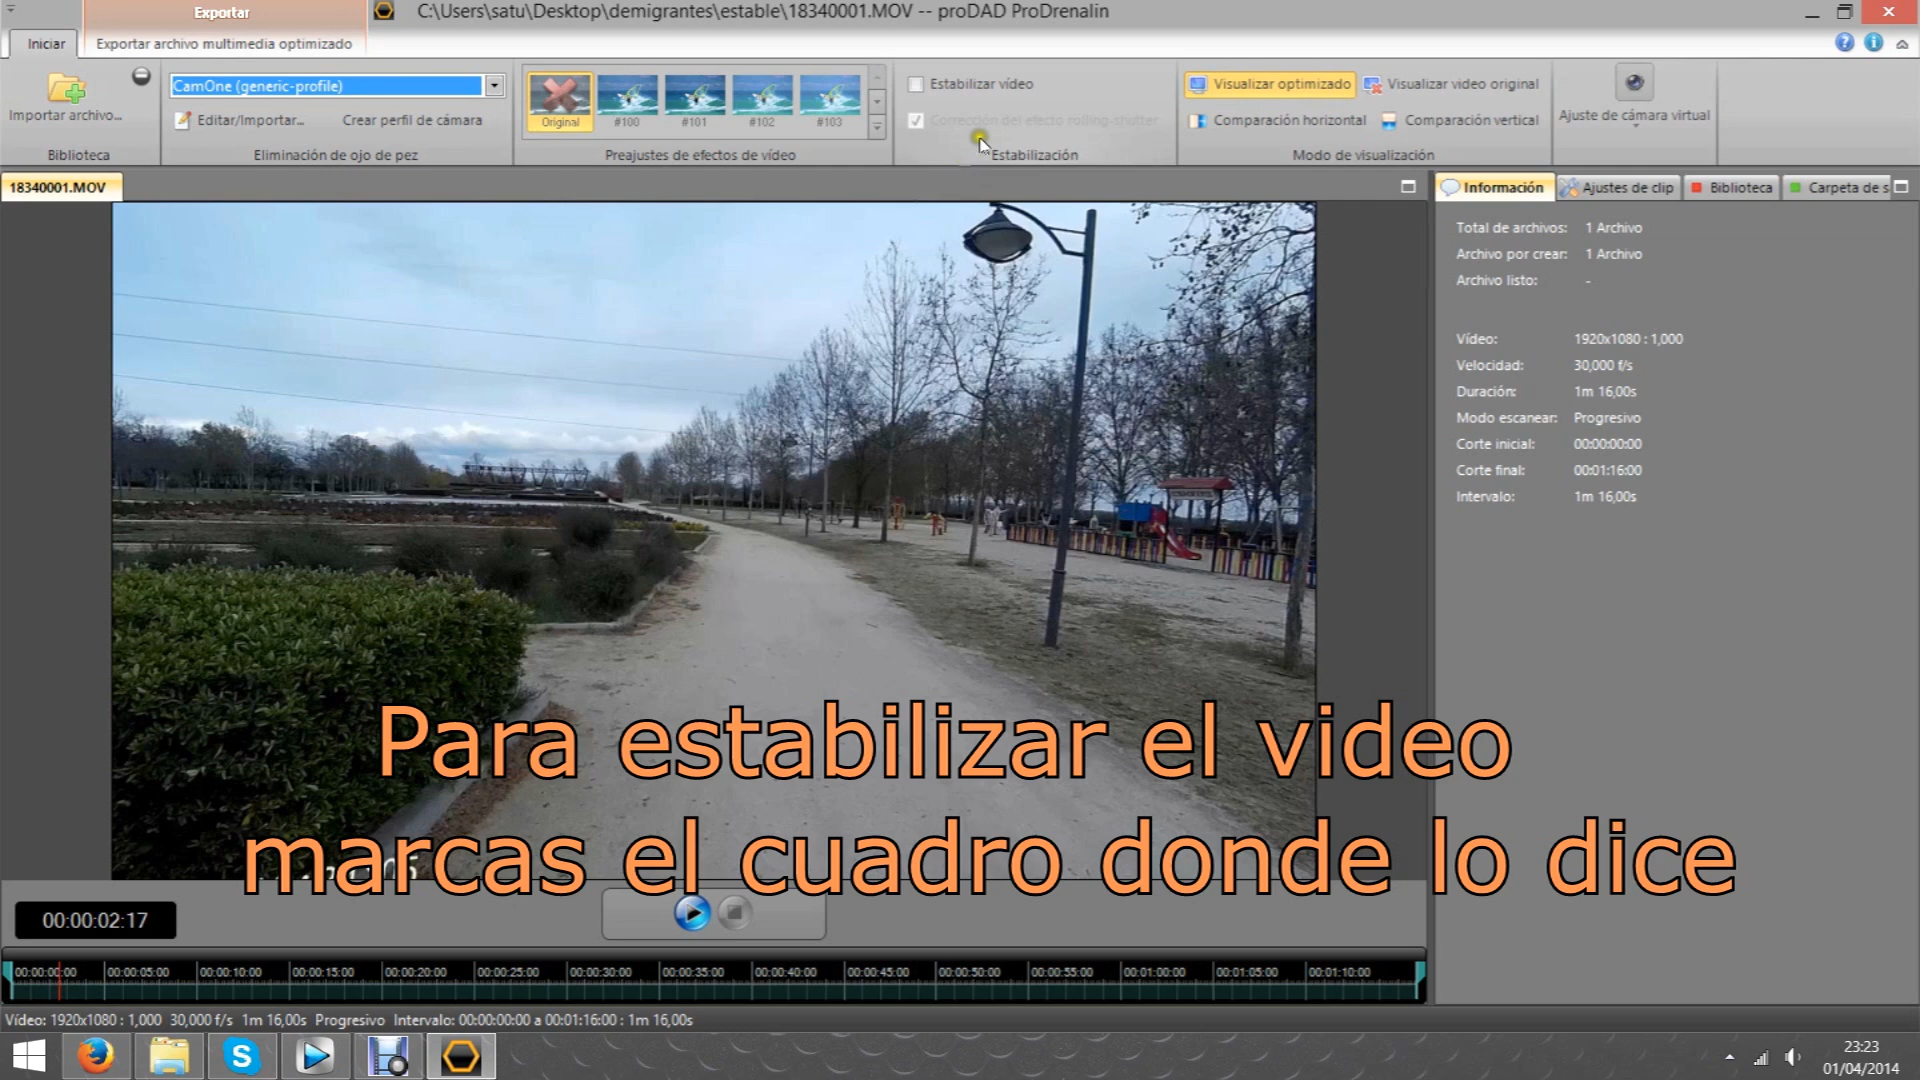 Exportar
C:\Users\satu\Desktop\demigrantes\estable\18340001.MOV -- proDAD ProDrenalin
Iniciar
Exportar archivo multimedia optimizado
Importar archivo...
Biblioteca
CamOne (generic-profile)
Editar/Importar...
Crear perfil de cámara
Eliminación de ojo de pez
Original
#100
#101
#102
#103
Preajustes de efectos de vídeo
Estabilizar vídeo
Corrección del efecto rolling-shutter
Estabilización
Visualizar optimizado
Visualizar video original
Comparación horizontal
Comparación vertical
Modo de visualización
Ajuste de cámara virtual
18340001.MOV
Información
Ajustes de clip
Biblioteca
Carpeta de s
Total de archivos: 1 Archivo
Archivo por crear: 1 Archivo
Archivo listo: -
Vídeo: 1920x1080 : 1,000
Velocidad: 30,000 f/s
Duración: 1m 16,00s
Modo escanear: Progresivo
Corte inicial: 00:00:00:00
Corte final: 00:01:16:00
Intervalo: 1m 16,00s
Para estabilizar el video
marcas el cuadro donde lo dice
00:00:02:17
00:00:00:00
00:00:05:00
00:00:10:00
00:00:15:00
00:00:20:00
00:00:25:00
00:00:30:00
00:00:35:00
00:00:40:00
00:00:45:00
00:00:50:00
00:00:55:00
00:01:00:00
00:01:05:00
00:01:10:00
Vídeo: 1920x1080 : 1,000 30,000 f/s 1m 16,00s Progresivo Intervalo: 00:00:00:00 a 00:01:16:00 : 1m 16,00s
23:23
01/04/2014